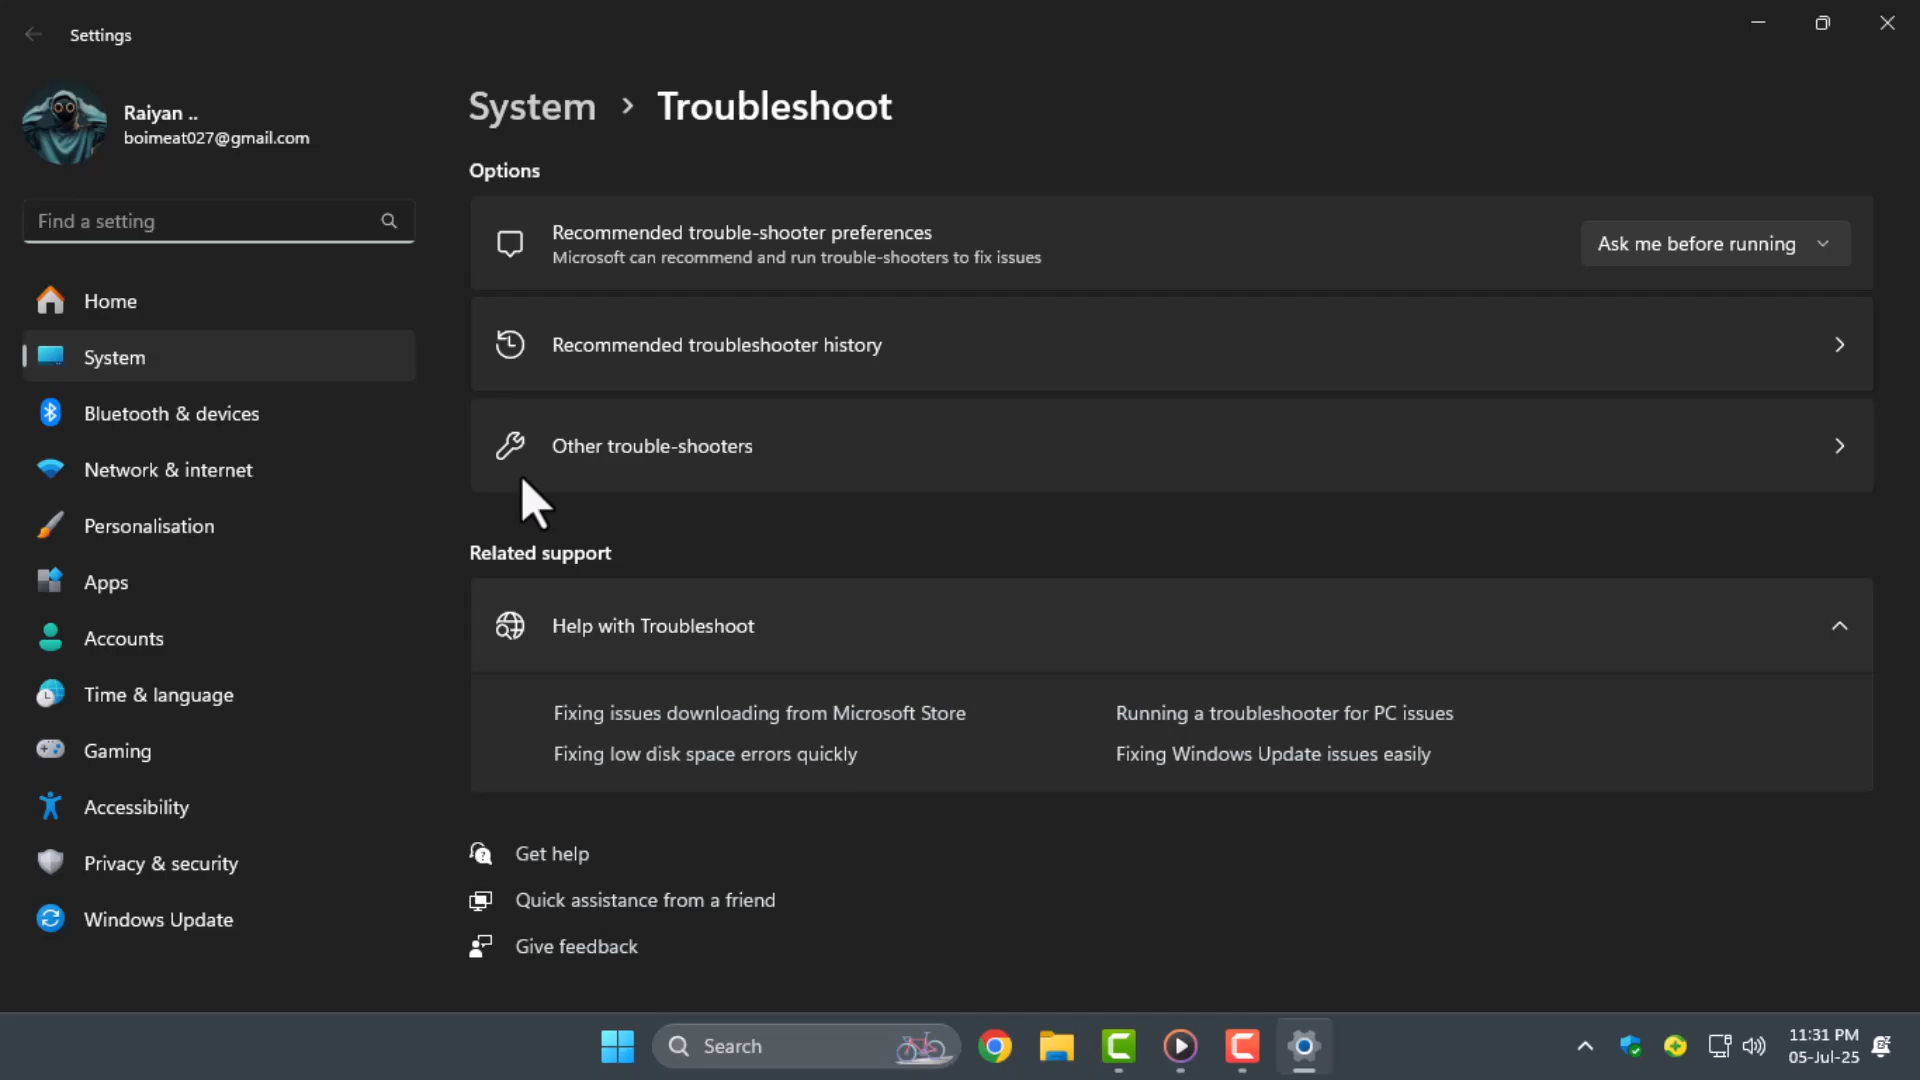 Settings
Raiyan ..
boimeat027@gmail.com
Find a setting
Home
System
Bluetooth & devices
Network & internet
Personalisation
Apps
Accounts
Time & language
Gaming
Accessibility
Privacy & security
Windows Update
System > Troubleshoot
Options
Recommended trouble-shooter preferences
Microsoft can recommend and run trouble-shooters to fix issues
Ask me before running
Recommended troubleshooter history
Other trouble-shooters
Related support
Help with Troubleshoot
Fixing issues downloading from Microsoft Store
Running a troubleshooter for PC issues
Fixing low disk space errors quickly
Fixing Windows Update issues easily
Get help
Quick assistance from a friend
Give feedback
Search
11:31 PM
05-Jul-25